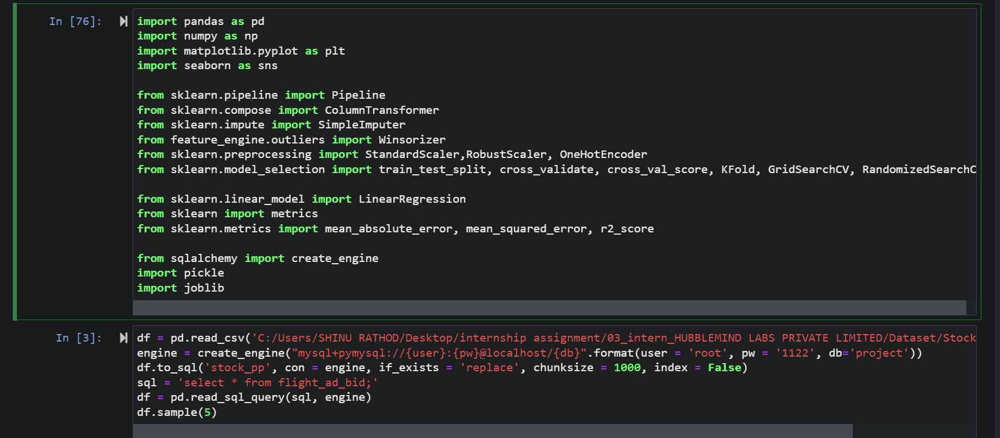 In [76]:
import pandas as pd
import numpy as np
import matplotlib.pyplot as plt
import seaborn as sns
from sklearn.pipeline import Pipeline
from sklearn.compose import ColumnTransformer
from sklearn.impute import SimpleImputer
from feature_engine.outliers import Winsorizer
from sklearn.preprocessing import StandardScaler,RobustScaler, OneHotEncoder
from sklearn.model_selection import train_test_split, cross_validate, cross_val_score, KFold, GridSearchCV, RandomizedSearchC
from sklearn.linear_model import LinearRegression
from sklearn import metrics
from sklearn.metrics import mean_absolute_error, mean_squared_error, r2_score
from sqlalchemy import create_engine
import pickle
import joblib
In [3]:
df = pd.read_csv('C:/Users/SHINU RATHOD/Desktop/internship assignment/03_intern_HUBBLEMIND LABS PRIVATE LIMITED/Dataset/Stock
engine = create_engine("mysql+pymysql://{user}:{pw}@localhost/{db}".format(user = 'root', pw = '1122', db='project'))
df.to_sql('stock_pp', con = engine, if_exists = 'replace', chunksize = 1000, index = False)
sql = 'select * from flight_ad_bid;'
df = pd.read_sql_query(sql, engine)
df.sample(5)